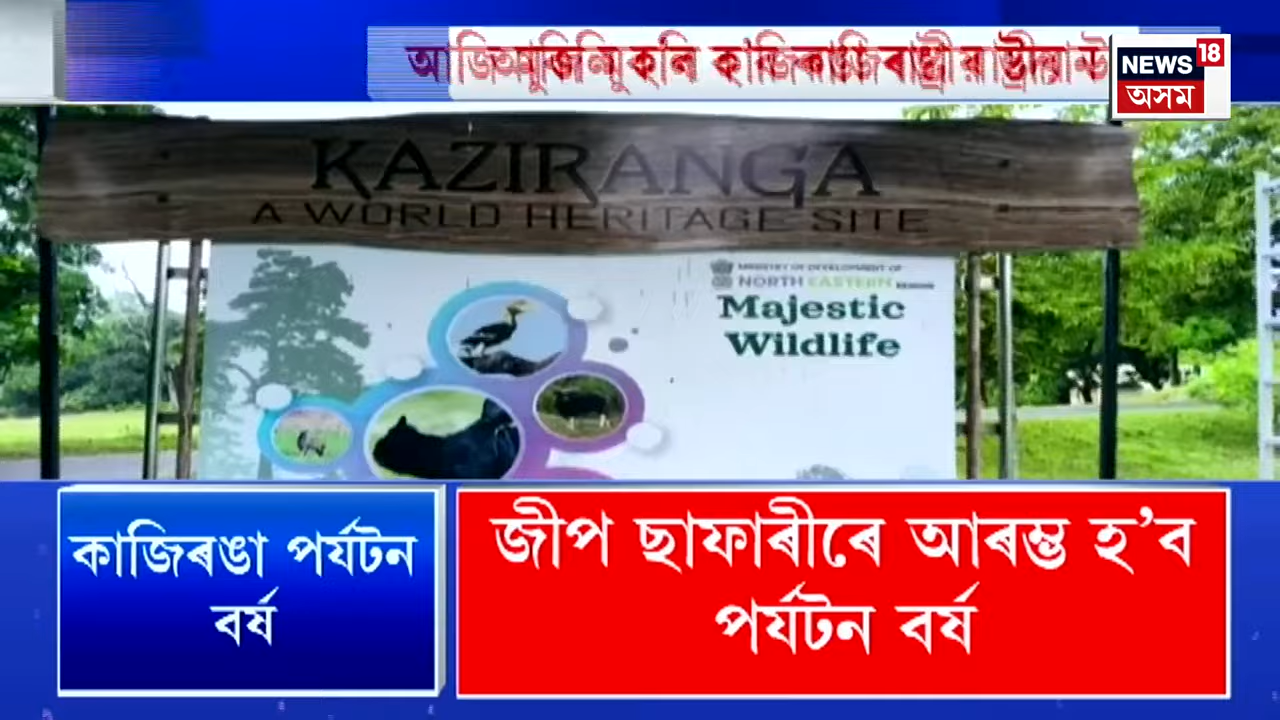 NEWS 18
অসম
KAZIRANGA
A WORLD HERITAGE SITE
MINISTRY OF DEVELOPMENT OF
NORTH EASTERN REGION
Majestic
Wildlife
কাজিৰঙা পৰ্যটন
বৰ্ষ
জীপ ছাফাৰীৰে আৰম্ভ হ’ব
পৰ্যটন বৰ্ষ